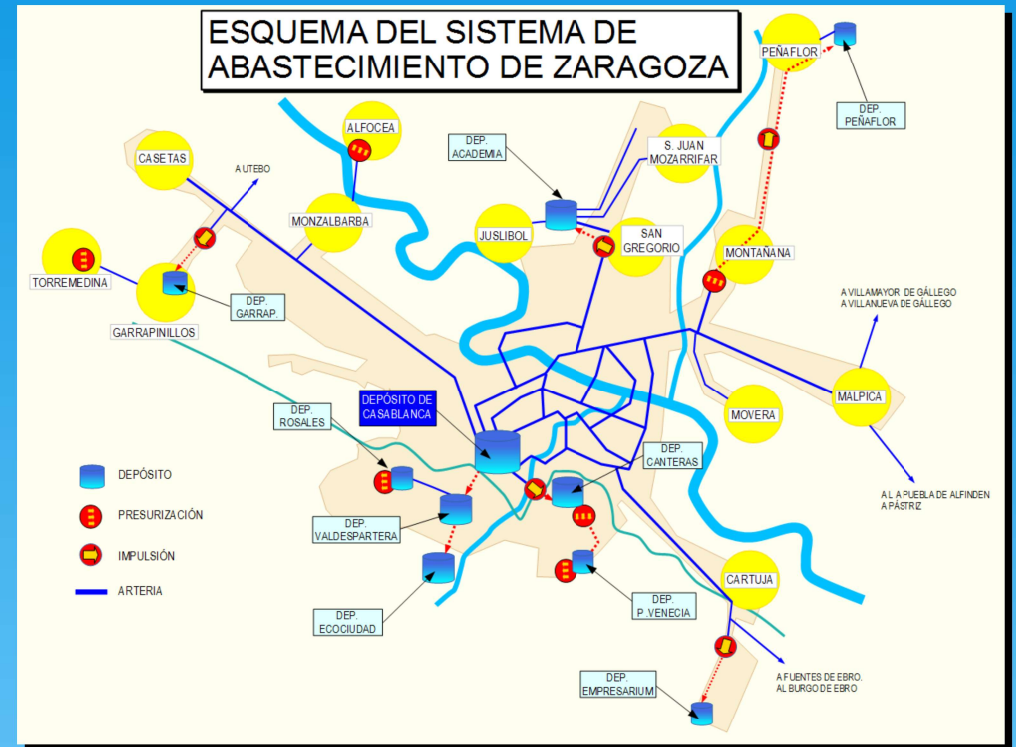 ESQUEMA DEL SISTEMA DE
ABASTECIMIENTO DE ZARAGOZA
PEÑAFLOR
DEP.
PEÑAFLOR
ALFOCEA
DEP.
ACADEMIA
S. JUAN
MOZARRIFAR
CASETAS
A UTEBO
MONZALBARBA
JUSLIBOL
SAN
GREGORIO
MONTAÑANA
TORREMEDINA
DEP.
GARRAP.
GARRAPINILLOS
A VILLAMAYOR DE GÁLLEGO
A VILLANUEVA DE GÁLLEGO
DEPÓSITO DE
CASABLANCA
DEP.
ROSALES
MOVERA
MALPICA
DEP.
CANTERAS
DEPÓSITO
PRESURIZACIÓN
IMPULSIÓN
ARTERIA
A LA PUEBLA DE ALFINDEN
A PÁSTRIZ
DEP.
VALDESPARTERA
DEP.
ECOCIUDAD
DEP.
P.VENECIA
CARTUJA
DEP.
EMPRESARIUM
A FUENTES DE EBRO.
AL BURGO DE EBRO